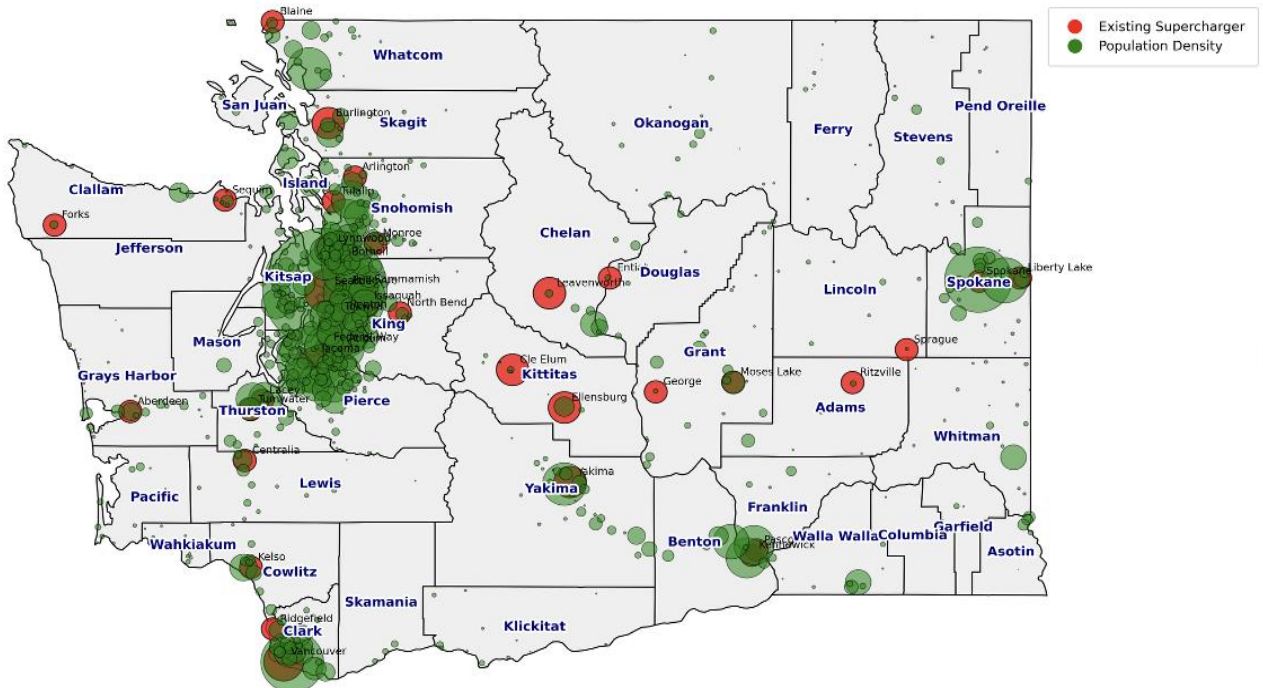 Blaine
Existing Supercharger
Population Density
Whatcom
San Juan
Burlington
Skagit
Okanogan
Ferry
Stevens
Pend Oreille
Arlington
Clallam
Sequim
Island
Tulalip
Snohomish
Forks
Jefferson
Lynnwood
Monroe
Bothell
Chelan
Kitsap
Entiat
Douglas
Sammamish
Liberty Lake
Spokane
Spokane
Leavenworth
Lincoln
North Bend
King
Mason
Federal Way
Tacoma
Grant
Sprague
Cle Elum
Kittitas
Grays Harbor
George
Moses Lake
Ritzville
Adams
Aberdeen
Lacey
Tumwater
Thurston
Pierce
Ellensburg
Whitman
Centralia
Lewis
Yakima
Yakima
Pacific
Franklin
Wahkiakum
Benton
Pasco
Kennewick
Walla Walla
Columbia
Garfield
Asotin
Kelso
Cowlitz
Skamania
Ridgefield
Clark
Klickitat
Vancouver